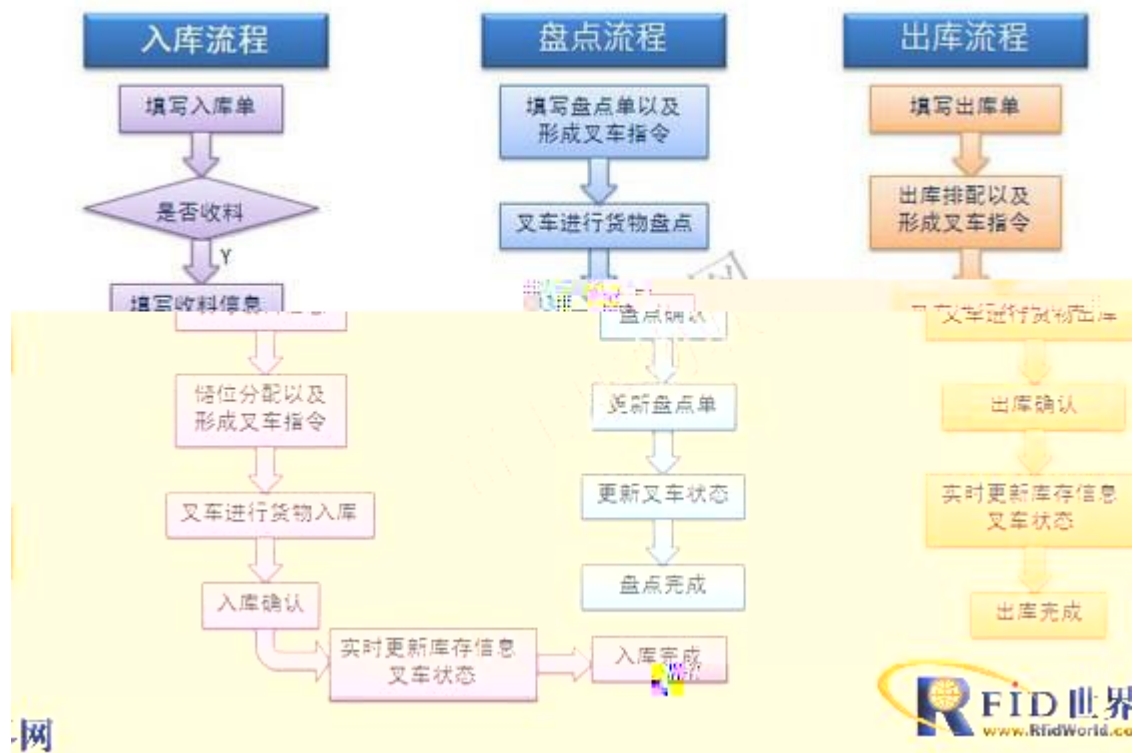 入库流程
填写入库单
是否收料
Y
填写收料信息
储位分配以及
形成叉车指令
叉车进行货物入库
入库确认
实时更新库存信息
叉车状态
入库完成
盘点流程
填写盘点单以及
形成叉车指令
叉车进行货物盘点
盘点确认
更新盘点单
更新叉车状态
盘点完成
出库流程
填写出库单
出库排配以及
形成叉车指令
叉车进行货物出库
出库确认
实时更新库存信息
叉车状态
出库完成
RFID世界
www.RfidWorld.co
网